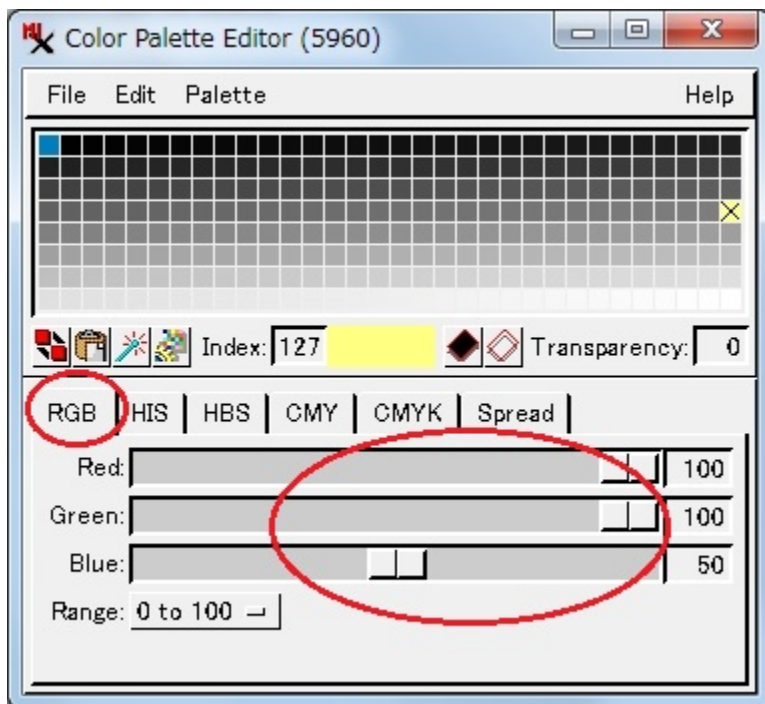 Color Palette Editor (5960)
File Edit Palette Help
Index: 127 Transparency: 0
RGB HIS HBS CMY CMYK Spread
Red: 100
Green: 100
Blue: 50
Range: 0 to 100